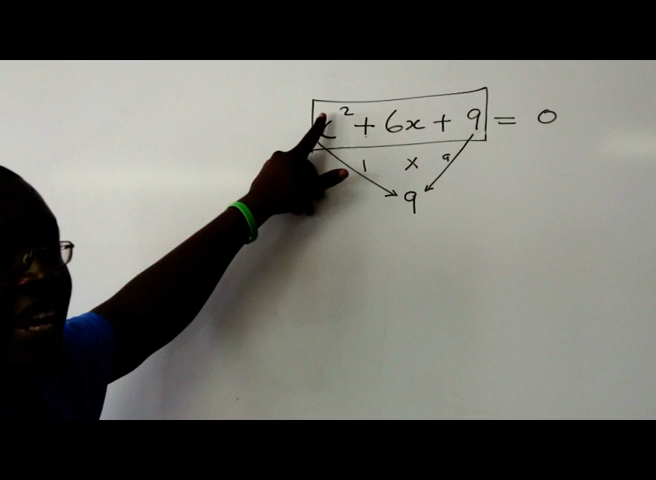 x² + 6x + 9 = 0
1 x 9
9